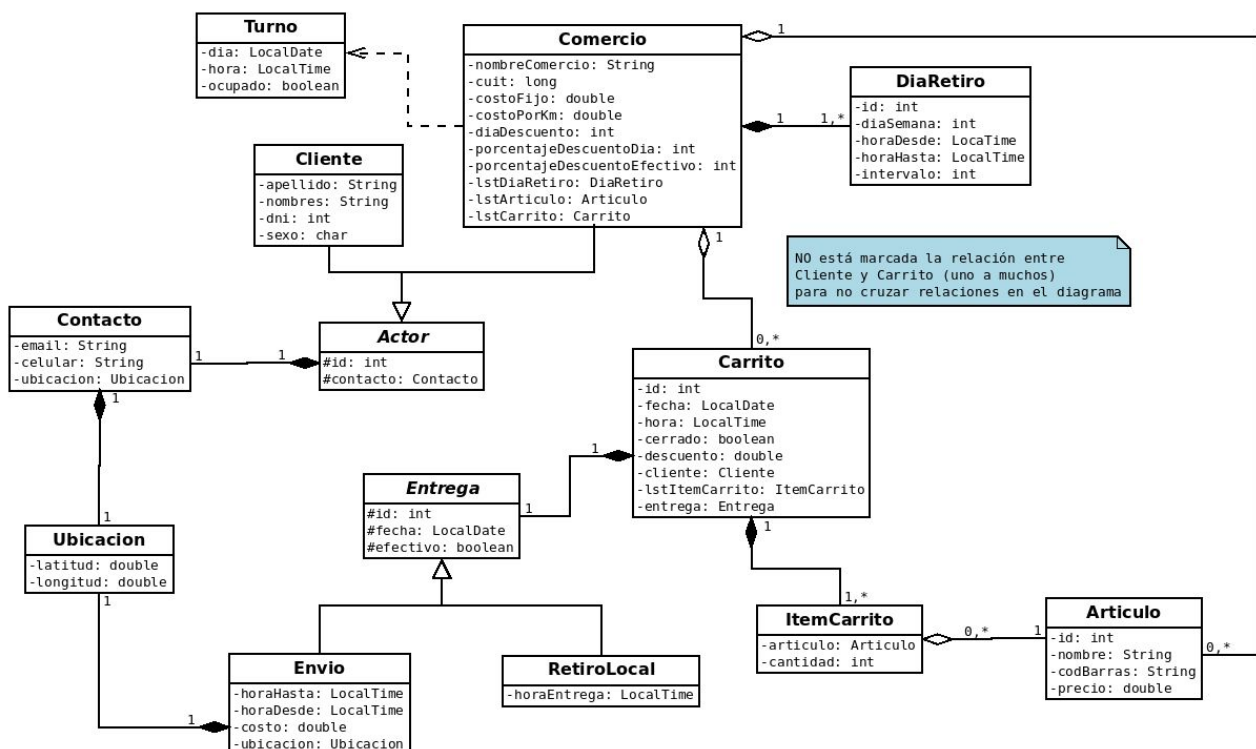 Turno
-dia: LocalDate
-hora: LocalTime
-ocupado: boolean
Comercio
-nombreComercio: String
-cuit: long
-costoFijo: double
-costoPorKm: double
-diaDescuento: int
-porcentajeDescuentoDia: int
-porcentajeDescuentoEfectivo: int
-lstDiaRetiro: DiaRetiro
-lstArticulo: Articulo
-lstCarrito: Carrito
1
1
1,*
1
DiaRetiro
-id: int
-diaSemana: int
-horaDesde: LocaTime
-horaHasta: LocalTime
-intervalo: int
Cliente
-apellido: String
-nombres: String
-dni: int
-sexo: char
NO está marcada la relación entre
Cliente y Carrito (uno a muchos)
para no cruzar relaciones en el diagrama
Contacto
-email: String
-celular: String
-ubicacion: Ubicacion
1
1
1
Actor
#id: int
#contacto: Contacto
0,*
Carrito
-id: int
-fecha: LocalDate
-hora: LocalTime
-cerrado: boolean
-descuento: double
-cliente: Cliente
-lstItemCarrito: ItemCarrito
-entrega: Entrega
1
1
1
Entrega
#id: int
#fecha: LocalDate
#efectivo: boolean
1
Ubicacion
-latitud: double
-longitud: double
1
1,*
ItemCarrito
-articulo: Articulo
-cantidad: int
0,*
1
Articulo
-id: int
-nombre: String
-codBarras: String
-precio: double
0,*
Envio
-horaHasta: LocalTime
-horaDesde: LocalTime
-costo: double
-ubicacion: Ubicacion
1
RetiroLocal
-horaEntrega: LocalTime